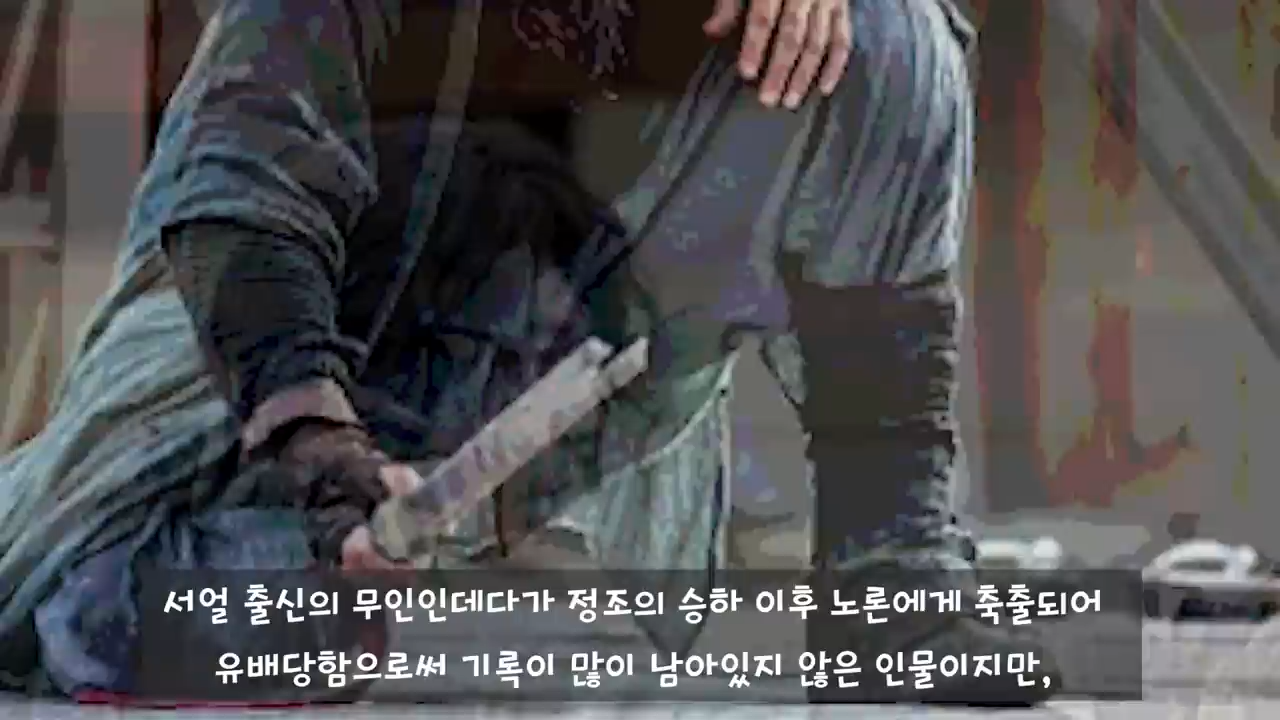 서얼 출신의 무인인데다가 정조의 승하 이후 노론에게 축출되어
유배당함으로써 기록이 많이 남아있지 않은 인물이지만,